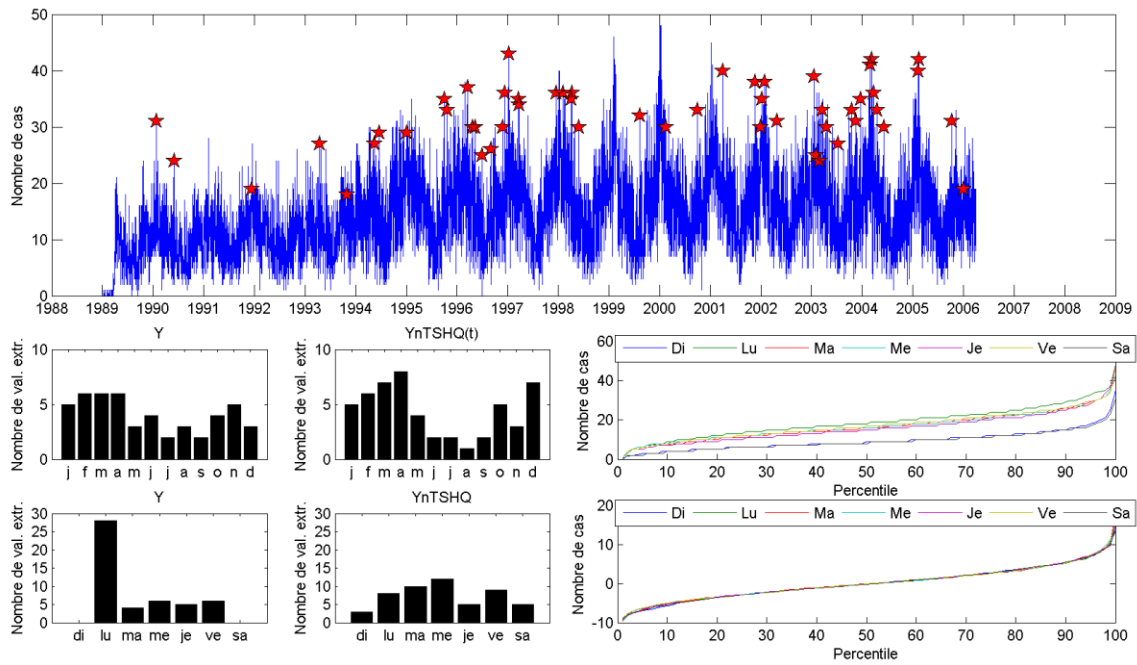 50
40
30
20
10
0
Nombre de cas
1988 1989 1990 1991 1992 1993 1994 1995 1996 1997 1998 1999 2000 2001 2002 2003 2004 2005 2006 2007 2008 2009
Y
10
5
0
Nombre de val. extr.
j f m a m j j a s o n d
YnTSHQ(t)
10
5
0
Nombre de val. extr.
j f m a m j j a s o n d
60
40
20
0
Nombre de cas
Di Lu Ma Me Je Ve Sa
0 10 20 30 40 50 60 70 80 90 100
Percentile
Y
30
25
20
15
10
5
0
Nombre de val. extr.
di lu ma me je ve sa
YnTSHQ
30
25
20
15
10
5
0
Nombre de val. extr.
di lu ma me je ve sa
20
10
0
-10
Nombre de cas
Di Lu Ma Me Je Ve Sa
0 10 20 30 40 50 60 70 80 90 100
Percentile